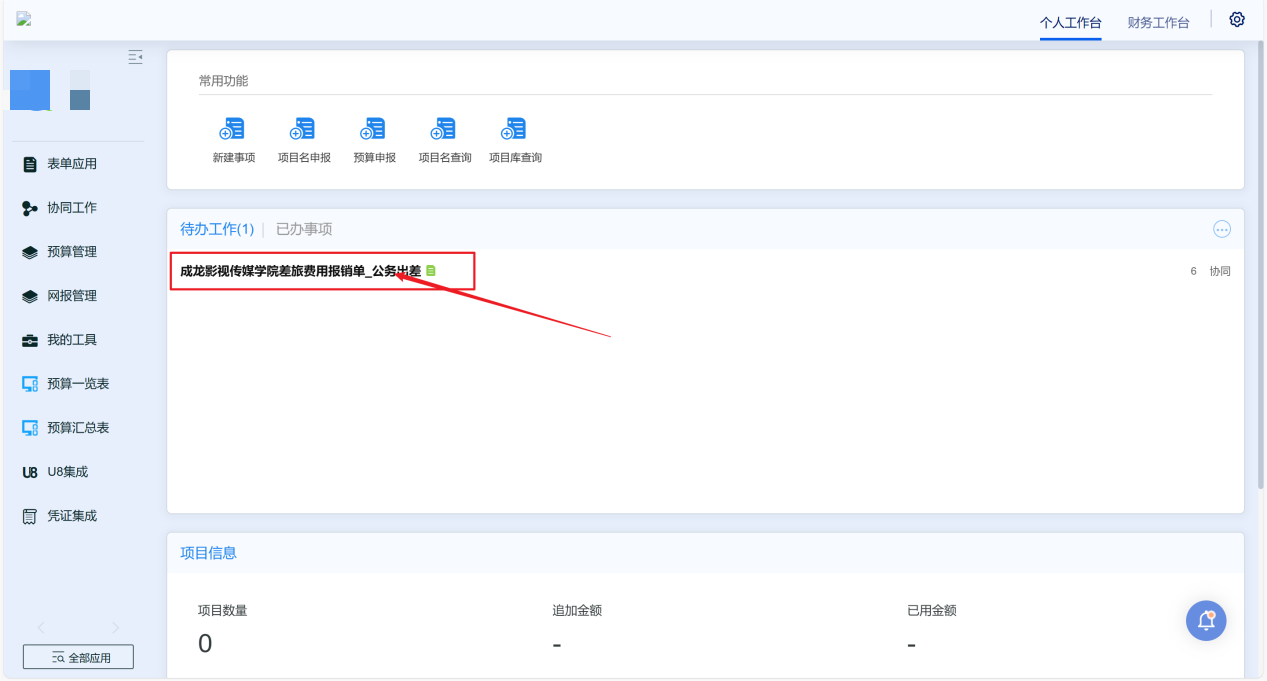 个人工作台 财务工作台
常用功能
新建事项 项目名申报 预算申报 项目名查询 项目库查询
表单应用
协同工作
预算管理
网报管理
我的工具
预算一览表
预算汇总表
U8 U8集成
凭证集成
全部应用
待办工作(1) 已办事项
成龙影视传媒学院差旅费用报销单_公务出差 6 协同
项目信息
项目数量 追加金额 已用金额
0 - -